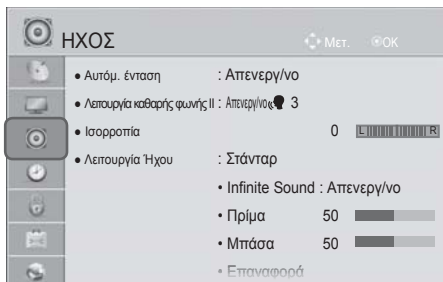 ΗΧΟΣ Μετ. ΟΚ
● Αυτόμ. ένταση : Απενεργ/νο
● Λειτουργία καθαρής φωνής II : Απενεργ/νο 3
● Ισορροπία 0 L R
● Λειτουργία Ήχου : Στάνταρ
• Infinite Sound : Απενεργ/νο
• Πρίμα 50
• Μπάσα 50
• Επαναφορά